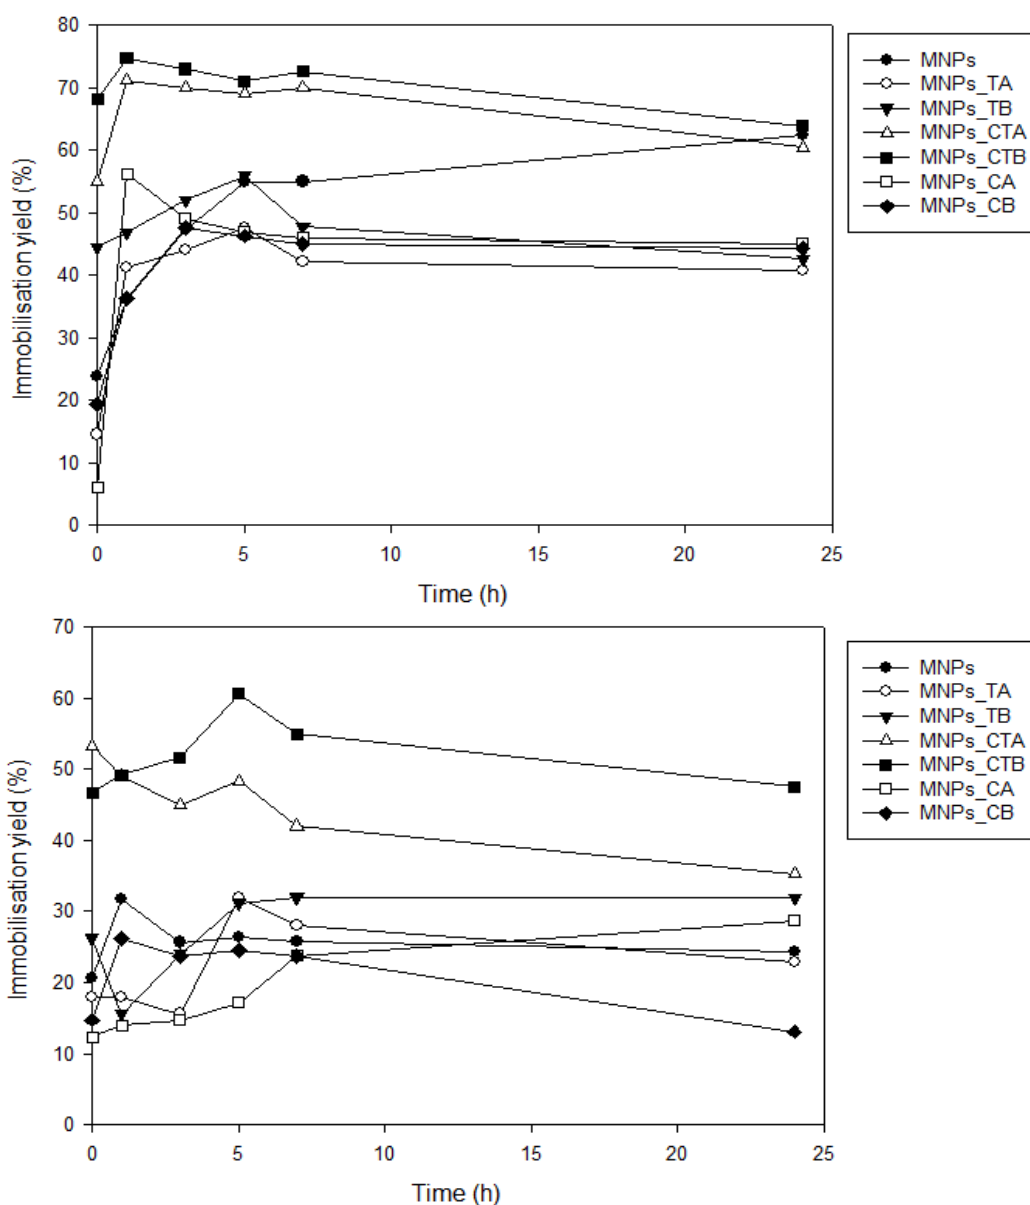 80
70
60
50
40
30
20
10
0
Immobilisation yield (%)
0 5 10 15 20 25
Time (h)
MNPs
MNPs_TA
MNPs_TB
MNPs_CTA
MNPs_CTB
MNPs_CA
MNPs_CB
70
60
50
40
30
20
10
0
Immobilisation yield (%)
0 5 10 15 20 25
Time (h)
MNPs
MNPs_TA
MNPs_TB
MNPs_CTA
MNPs_CTB
MNPs_CA
MNPs_CB